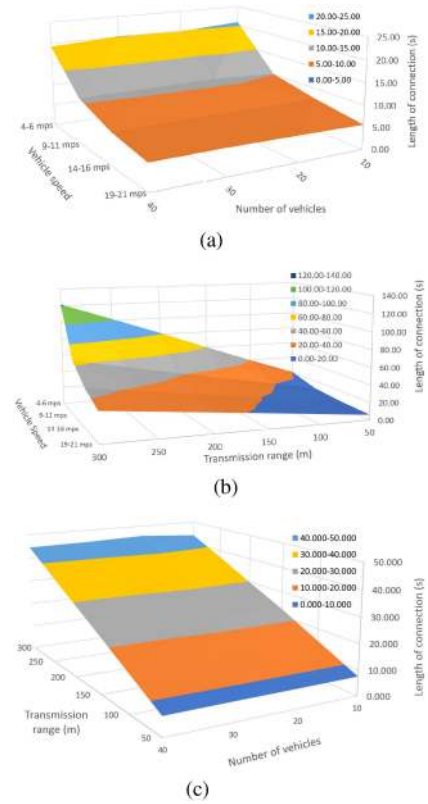 20.00-25.00
15.00-20.00
10.00-15.00
5.00-10.00
0.00-5.00
25.00
20.00
15.00
10.00
5.00
0.00
Length of connection (s)
4-6 mps
9-11 mps
14-16 mps
19-21 mps
Vehicle speed
40
30
20
10
Number of vehicles
(a)
120.00-140.00
100.00-120.00
80.00-100.00
60.00-80.00
40.00-60.00
20.00-40.00
0.00-20.00
140.00
120.00
100.00
80.00
60.00
40.00
20.00
0.00
Length of connection (s)
4-6 mps
9-11 mps
19-21 mps
Vehicle speed
300
250
200
150
100
50
Transmission range (m)
(b)
40.000-50.000
30.000-40.000
20.000-30.000
10.000-20.000
0.000-10.000
50.000
40.000
30.000
20.000
10.000
0.000
Length of connection (s)
300
250
200
150
100
50
Transmission
range (m)
40
30
20
10
Number of vehicles
(c)